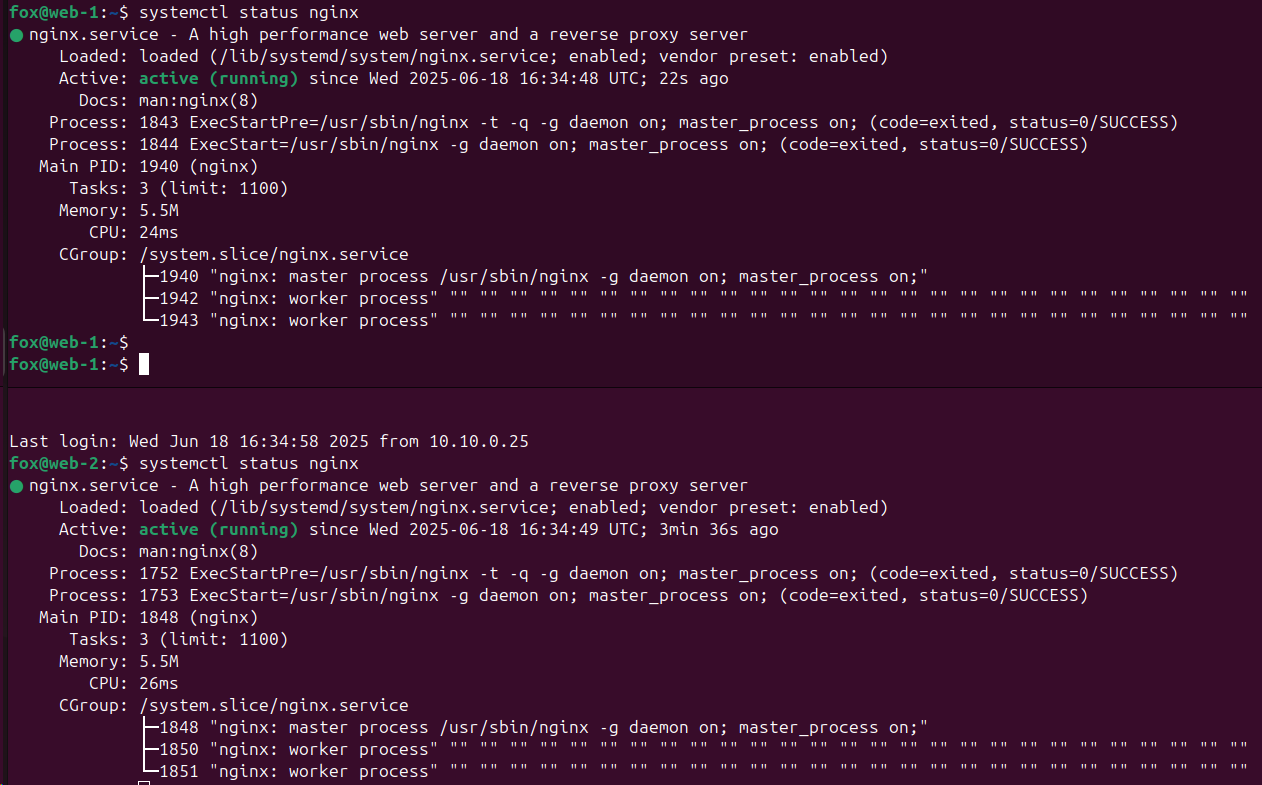 fox@web-1:~$ systemctl status nginx
● nginx.service - A high performance web server and a reverse proxy server
     Loaded: loaded (/lib/systemd/system/nginx.service; enabled; vendor preset: enabled)
     Active: active (running) since Wed 2025-06-18 16:34:48 UTC; 22s ago
       Docs: man:nginx(8)
    Process: 1843 ExecStartPre=/usr/sbin/nginx -t -q -g daemon on; master_process on; (code=exited, status=0/SUCCESS)
    Process: 1844 ExecStart=/usr/sbin/nginx -g daemon on; master_process on; (code=exited, status=0/SUCCESS)
   Main PID: 1940 (nginx)
      Tasks: 3 (limit: 1100)
     Memory: 5.5M
        CPU: 24ms
     CGroup: /system.slice/nginx.service
             ├─1940 "nginx: master process /usr/sbin/nginx -g daemon on; master_process on;"
             ├─1942 "nginx: worker process" "" "" "" "" "" "" "" "" "" "" "" "" "" "" "" "" "" "" "" "" "" "" "" "" "" "" ""
             └─1943 "nginx: worker process" "" "" "" "" "" "" "" "" "" "" "" "" "" "" "" "" "" "" "" "" "" "" "" "" "" "" ""
fox@web-1:~$
fox@web-1:~$
Last login: Wed Jun 18 16:34:58 2025 from 10.10.0.25
fox@web-2:~$ systemctl status nginx
● nginx.service - A high performance web server and a reverse proxy server
     Loaded: loaded (/lib/systemd/system/nginx.service; enabled; vendor preset: enabled)
     Active: active (running) since Wed 2025-06-18 16:34:49 UTC; 3min 36s ago
       Docs: man:nginx(8)
    Process: 1752 ExecStartPre=/usr/sbin/nginx -t -q -g daemon on; master_process on; (code=exited, status=0/SUCCESS)
    Process: 1753 ExecStart=/usr/sbin/nginx -g daemon on; master_process on; (code=exited, status=0/SUCCESS)
   Main PID: 1848 (nginx)
      Tasks: 3 (limit: 1100)
     Memory: 5.5M
        CPU: 26ms
     CGroup: /system.slice/nginx.service
             ├─1848 "nginx: master process /usr/sbin/nginx -g daemon on; master_process on;"
             ├─1850 "nginx: worker process" "" "" "" "" "" "" "" "" "" "" "" "" "" "" "" "" "" "" "" "" "" "" "" "" "" "" ""
             └─1851 "nginx: worker process" "" "" "" "" "" "" "" "" "" "" "" "" "" "" "" "" "" "" "" "" "" "" "" "" "" "" ""